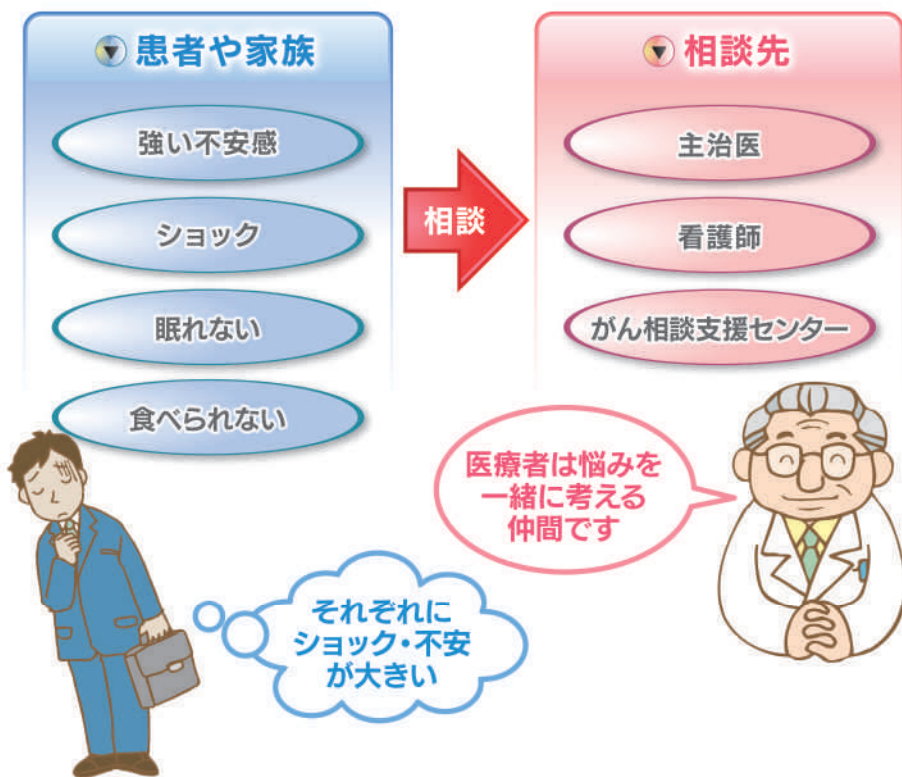 患者や家族
強い不安感
ショック
眠れない
食べられない
相談
相談先
主治医
看護師
がん相談支援センター
医療者は悩みを
一緒に考える
仲間です
それぞれに
ショック・不安
が大きい